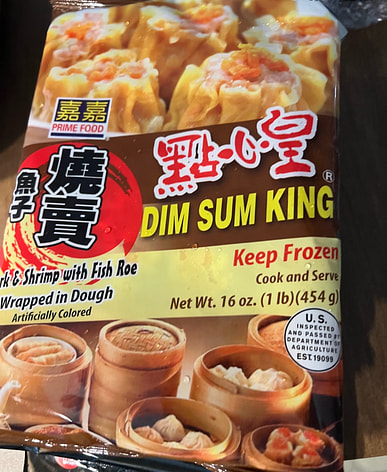 嘉嘉
PRIME FOOD
點心皇
®
魚子
燒賣
DIM SUM KING
Keep Frozen
Cook and Serve
Net Wt. 16 oz. (1 lb)(454 g)
rk & Shrimp with Fish Roe
Wrapped in Dough
Artificially Colored
U.S.
INSPECTED
AND PASSED BY
DEPARTMENT OF
AGRICULTURE
EST.19099